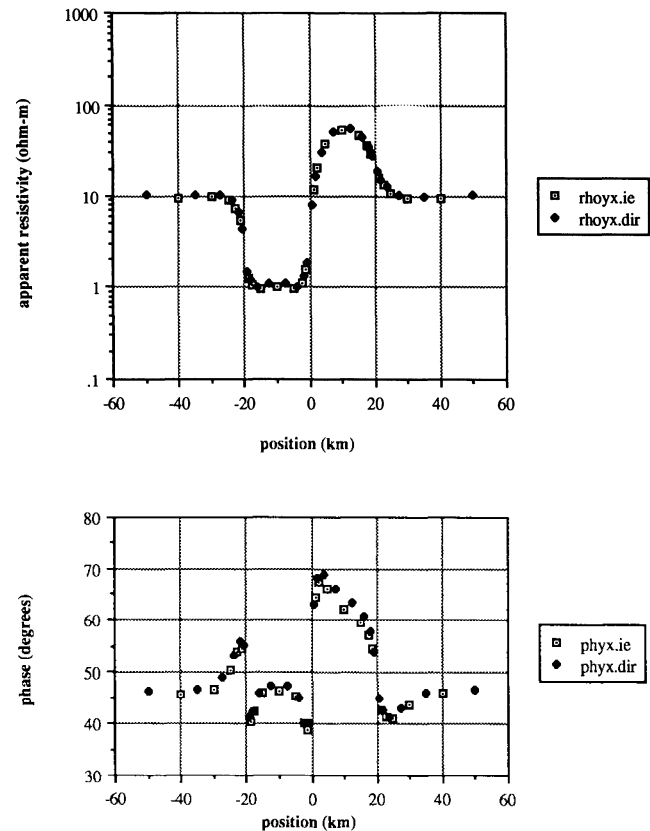 1000
100
10
1
.1
apparent resistivity (ohm-m)
-60 -40 -20 0 20 40 60
position (km)
rhoyx.ie
rhoyx.dir
80
70
60
50
40
30
phase (degrees)
-60 -40 -20 0 20 40 60
position (km)
phyx.ie
phyx.dir